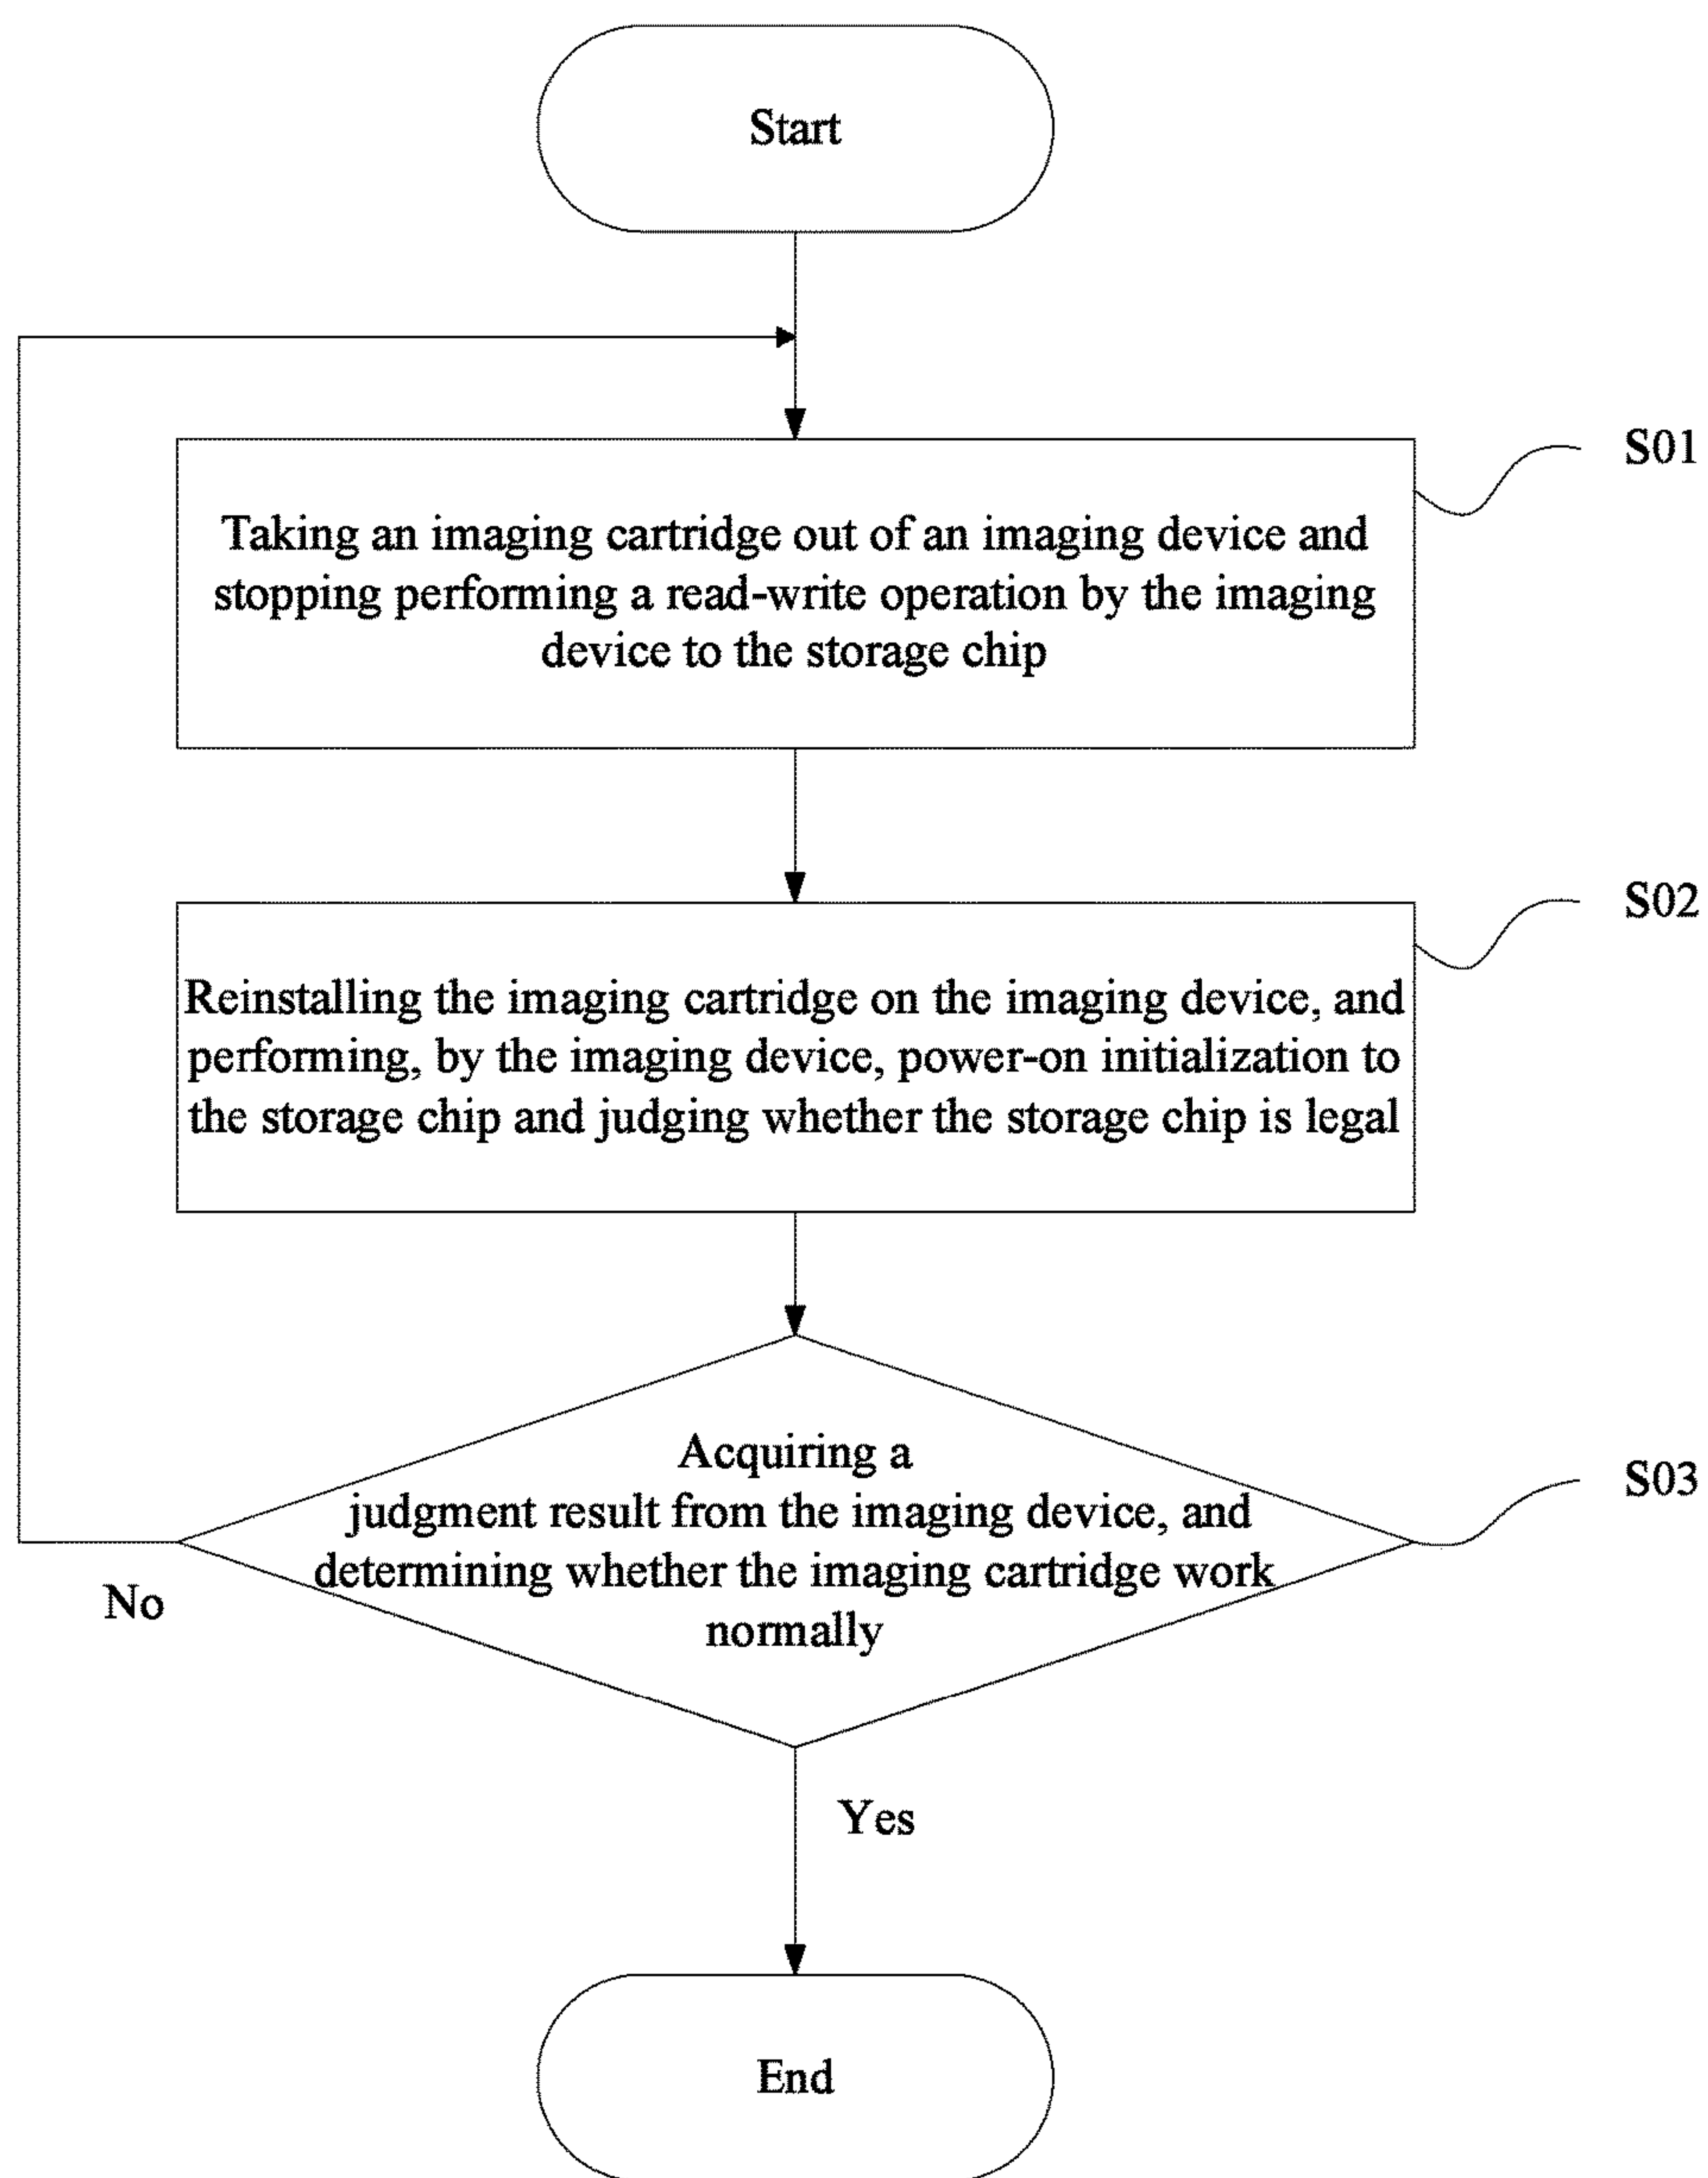 Start
S01
Taking an imaging cartridge out of an imaging device and
stopping performing a read-write operation by the imaging
device to the storage chip
S02
Reinstalling the imaging cartridge on the imaging device, and
performing, by the imaging device, power-on initialization to
the storage chip and judging whether the storage chip is legal
Acquiring a
judgment result from the imaging device, and
determining whether the imaging cartridge work
normally
S03
No
Yes
End